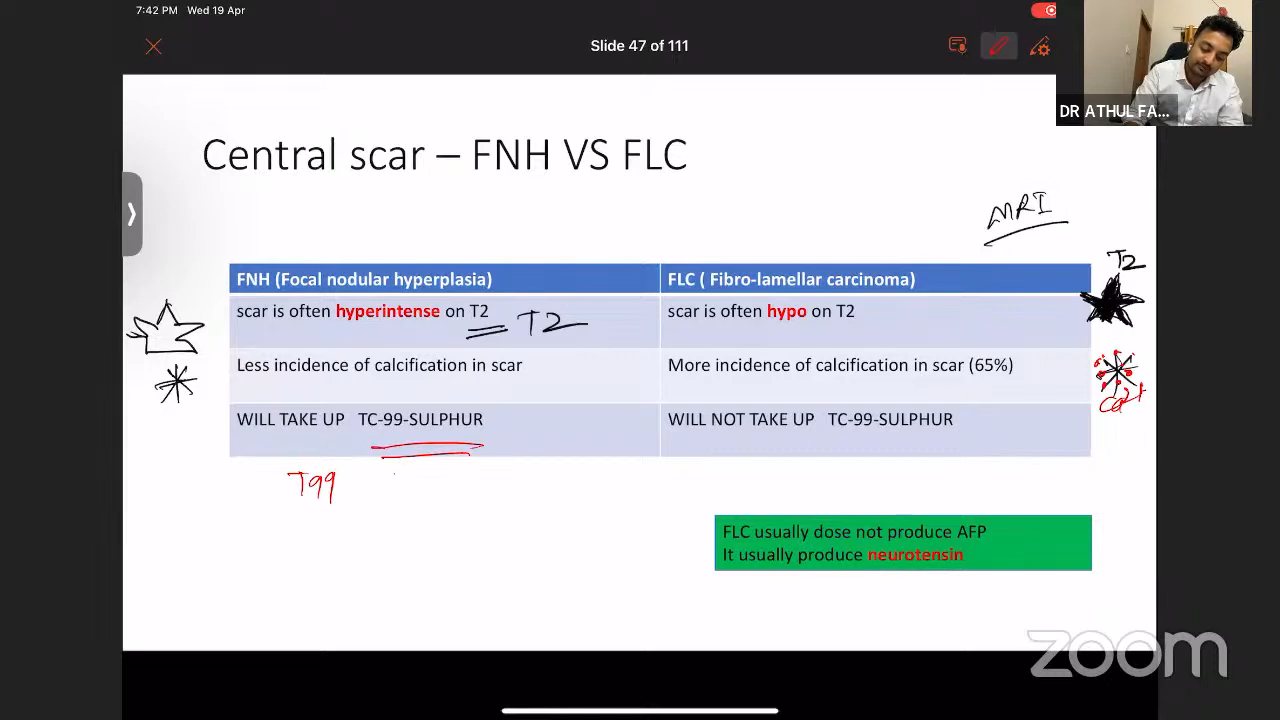 7:42 PM Wed 19 Apr
Slide 47 of 111
DR ATHUL FA...
Central scar – FNH VS FLC
MRI
T2
FNH (Focal nodular hyperplasia) FLC ( Fibro-lamellar carcinoma)
scar is often hyperintense on T2 scar is often hypo on T2
T2
Less incidence of calcification in scar More incidence of calcification in scar (65%)
Ca2+
WILL TAKE UP TC-99-SULPHUR WILL NOT TAKE UP TC-99-SULPHUR
T99
FLC usually dose not produce AFP
It usually produce neurotensin
zoom